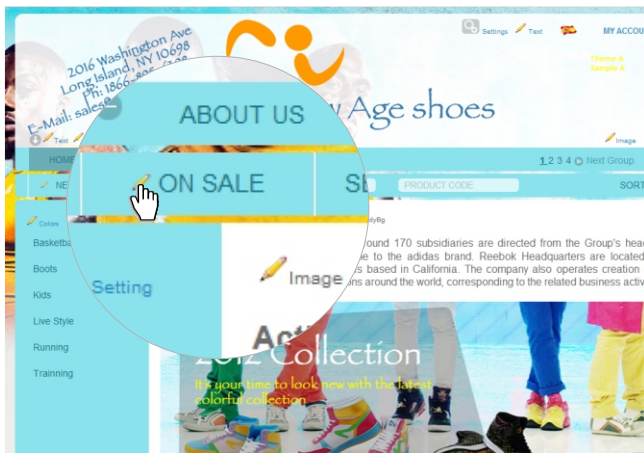 Settings
Text
MY ACCOU
Theme A
Sample A
2016 Washington Ave
Long Island, NY 10698
Ph: 1866-
E-Mail: sales
w Age shoes
Text
Image
ABOUT US
HOME
1 2 3 4 Next Group
NE
ON SALE
SE
PRODUCT CODE
SORT
Colors
dyBg
Basketba
Boots
Kids
Live Style
Running
Trainning
Setting
Image
ound 170 subsidiaries are directed from the Group's hea
e to the adidas brand. Reebok Headquarters are located
s based in California. The company also operates creation
ns around the world, corresponding to the related business activ
Act
2012 Collection
It's your time to look new with the latest
colorful collection